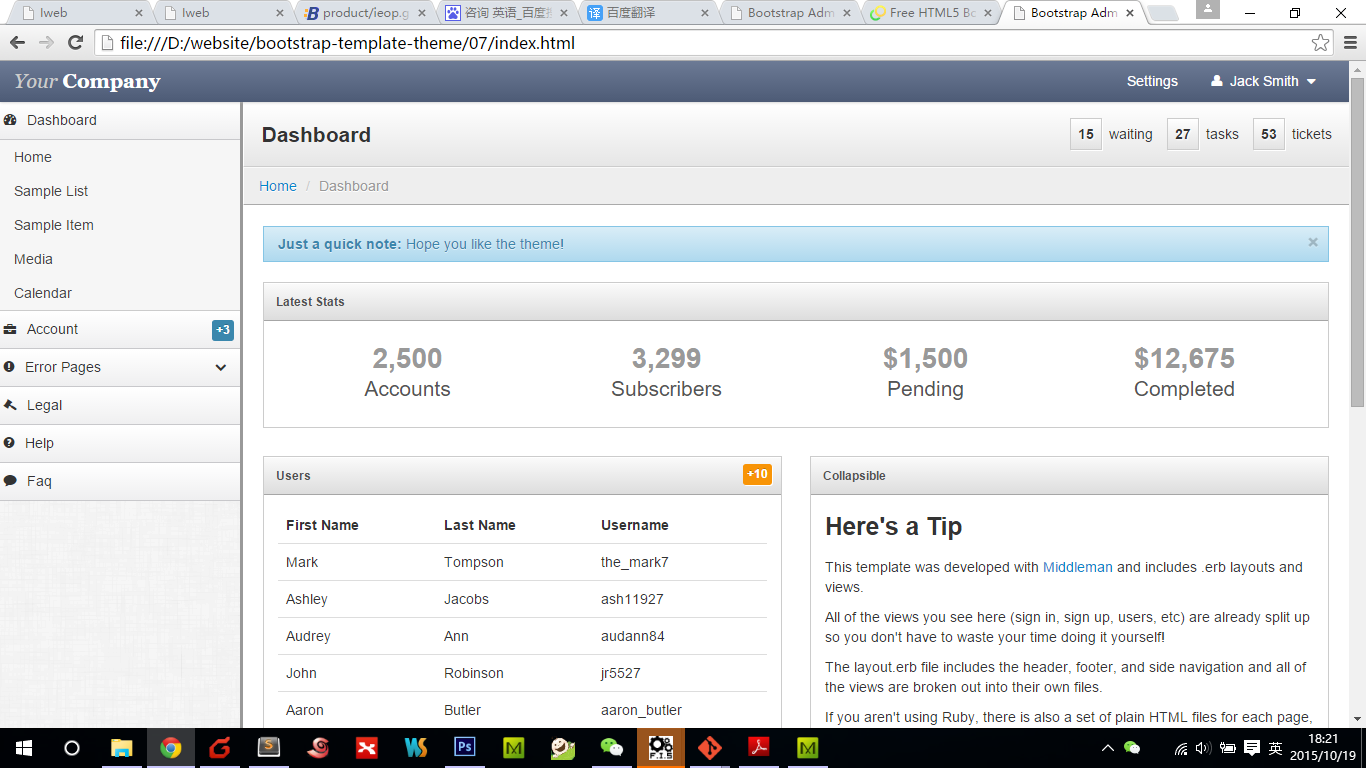 Iweb
Iweb
product/ieop.g
咨询 英语_百度
百度翻译
Bootstrap Adm
Free HTML5 Bo
Bootstrap Adm
file:///D:/website/bootstrap-template-theme/07/index.html
Your Company
Settings
Jack Smith
Dashboard
Home
Sample List
Sample Item
Media
Calendar
Account
+3
Error Pages
Legal
Help
Faq
Dashboard
15 waiting
27 tasks
53 tickets
Home / Dashboard
Just a quick note: Hope you like the theme!
×
Latest Stats
2,500
Accounts
3,299
Subscribers
$1,500
Pending
$12,675
Completed
Users
+10
First Name Last Name Username
Mark Tompson the_mark7
Ashley Jacobs ash11927
Audrey Ann audann84
John Robinson jr5527
Aaron Butler aaron_butler
Collapsible
Here's a Tip
This template was developed with Middleman and includes .erb layouts and
views.
All of the views you see here (sign in, sign up, users, etc) are already split up
so you don't have to waste your time doing it yourself!
The layout.erb file includes the header, footer, and side navigation and all of
the views are broken out into their own files.
If you aren't using Ruby, there is also a set of plain HTML files for each page,
Ps
M
F.I.S
M
英
18:21
2015/10/19